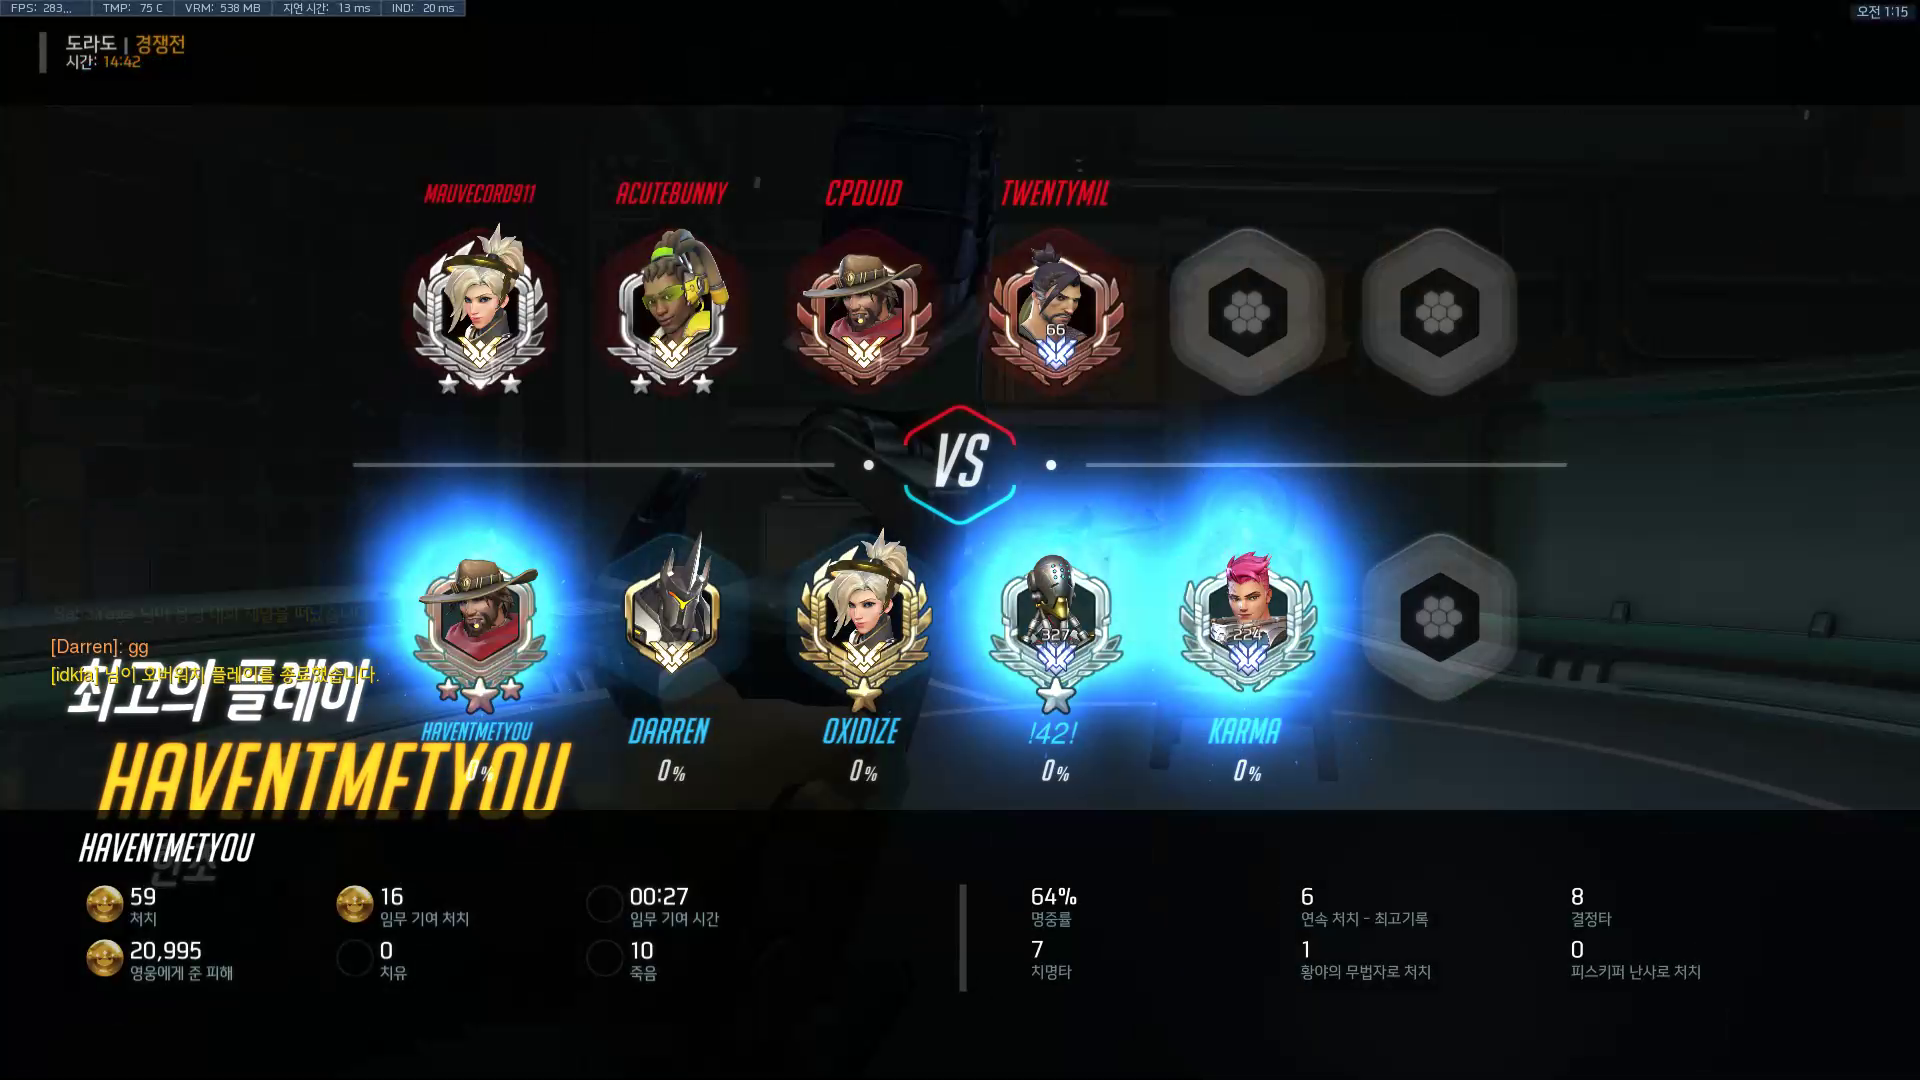 FPS: 283,,, TMP: 75 C VRM: 538 MB 지연 시간: 13 ms IND: 20 ms
오전 1:15
도라도 | 경쟁전
시간: 14:42
MAUVECORD911 ACUTEBUNNY CPDUID TWENTYMIL
66
VS
327 224
[Darren]: gg
[idkfa] 님이 오버워치 플레이를 종료했습니다.
최고의 플레이
HAVENTMETYOU
HAVENTMETYOU DARREN OXIDIZE !42! KARMA
0% 0% 0% 0% 0%
HAVENTMETYOU
59 16 00:27 64% 6 8
처치 임무 기여 처치 임무 기여 시간 명중률 연속 처치 - 최고기록 결정타
20,995 0 10 7 1 0
영웅에게 준 피해 치유 죽음 치명타 황야의 무법자로 처치 피스키퍼 난사로 처치